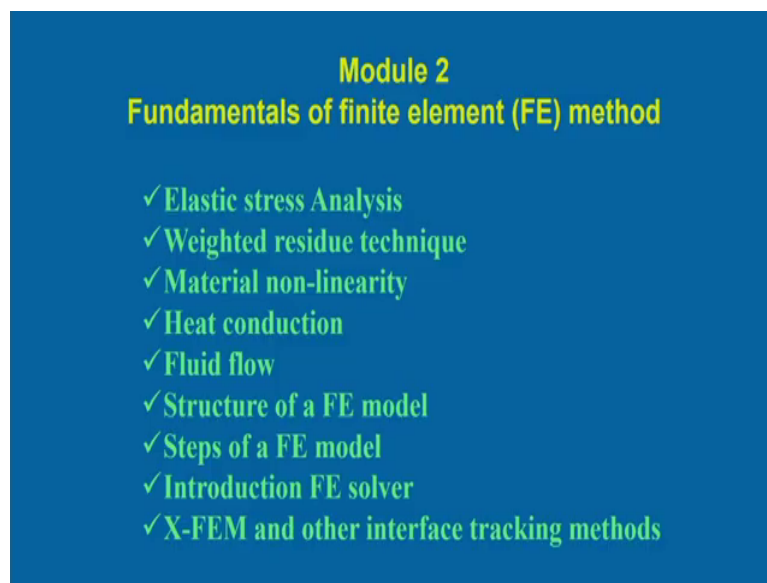 Module 2
Fundamentals of finite element (FE) method
✓Elastic stress Analysis
✓Weighted residue technique
✓Material non-linearity
✓Heat conduction
✓Fluid flow
✓Structure of a FE model
✓Steps of a FE model
✓Introduction FE solver
✓X-FEM and other interface tracking methods